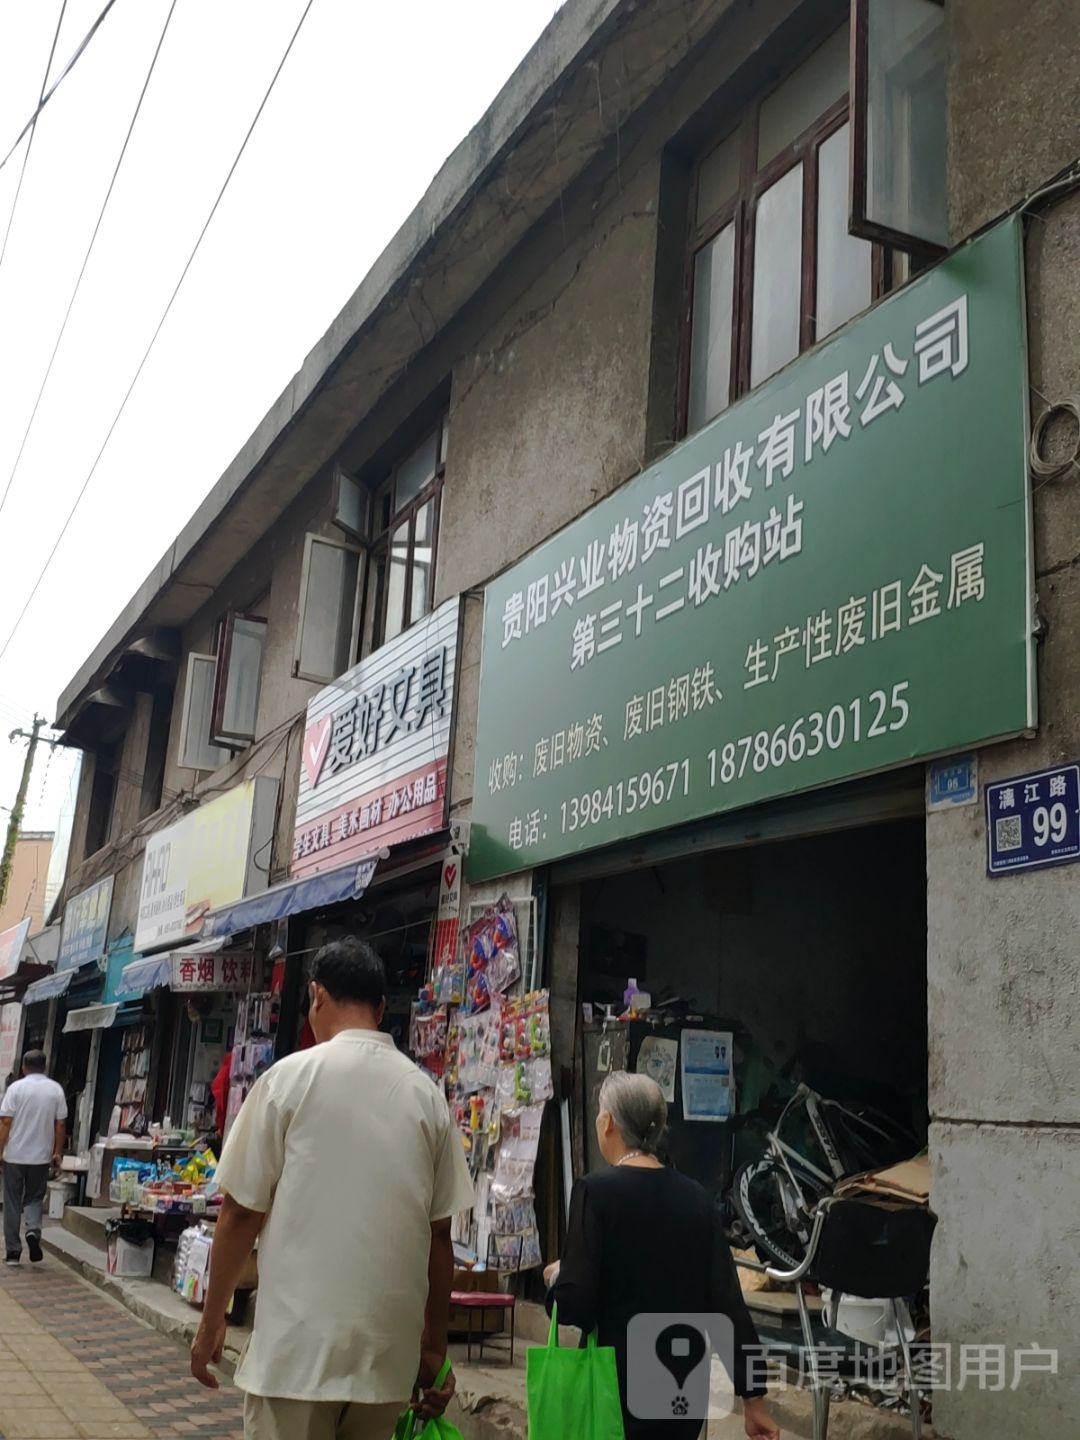 贵阳兴业物资回收有限公司
第三十二收购站
收购：废旧物资、废旧钢铁、生产性废旧金属
电话：13984159671 18786630125
漓江路
99
爱好文具
学生文具 美术画材 办公用品
香烟 饮料
百度地图用户